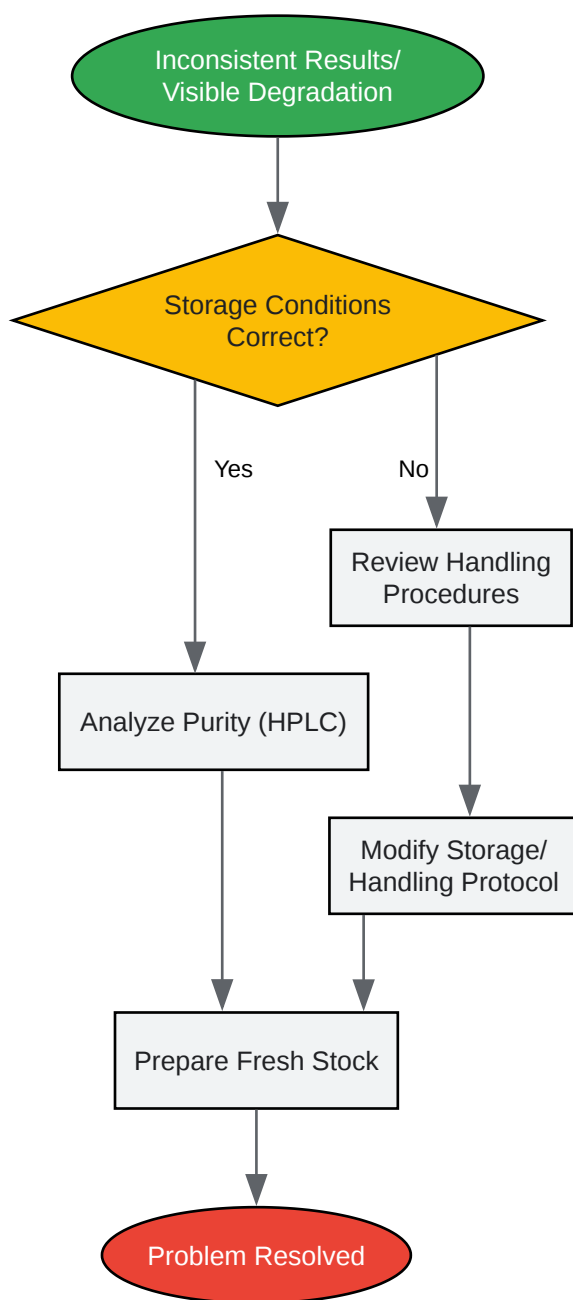 Inconsistent Results/
Visible Degradation
Storage Conditions
Correct?
Yes
No
Review Handling
Procedures
Analyze Purity (HPLC)
Modify Storage/
Handling Protocol
Prepare Fresh Stock
Problem Resolved